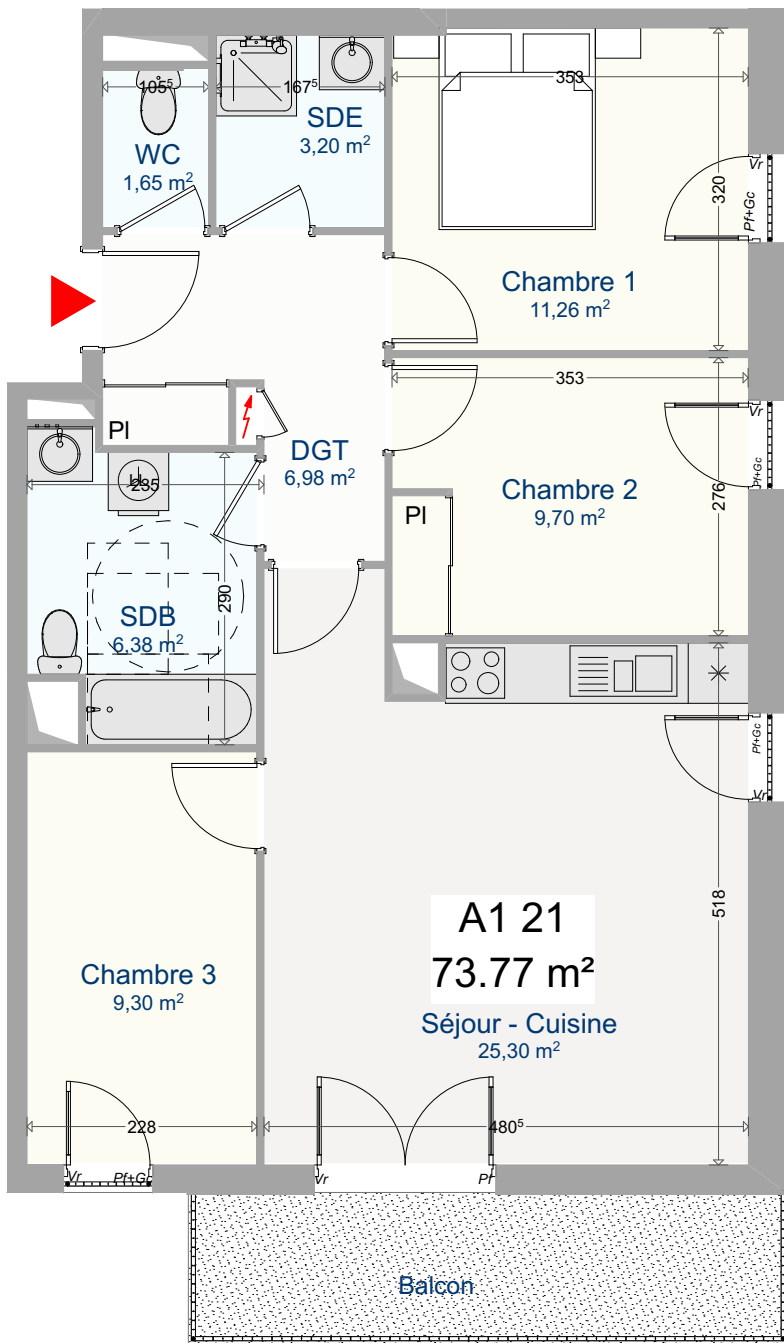 105⁵
167⁵
353
SDE
3,20 m²
WC
1,65 m²
Vr
Pf+Gc
320
Chambre 1
11,26 m²
353
PI
Vr
DGT
6,98 m²
235
LL
Chambre 2
9,70 m²
276
Pf+Gc
PI
290
SDB
6,38 m²
Pf+Gc
Vr
A1 21
73.77 m²
518
Chambre 3
9,30 m²
Séjour - Cuisine
25,30 m²
228
480⁵
Vr
Pf+Gc
Vr
Pf
Balcon